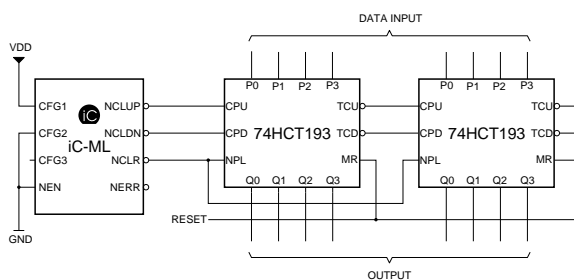 DATA INPUT
VDD
P0 P1 P2 P3
P0 P1 P2 P3
CFG1 iC NCLUP CPU TCU CPU TCU
CFG2 NCLDN CPD 74HCT193 TCD CPD 74HCT193 TCD
iC-ML
CFG3 NCLR NPL MR NPL MR
NEN NERR Q0 Q1 Q2 Q3 Q0 Q1 Q2 Q3
RESET
GND
OUTPUT